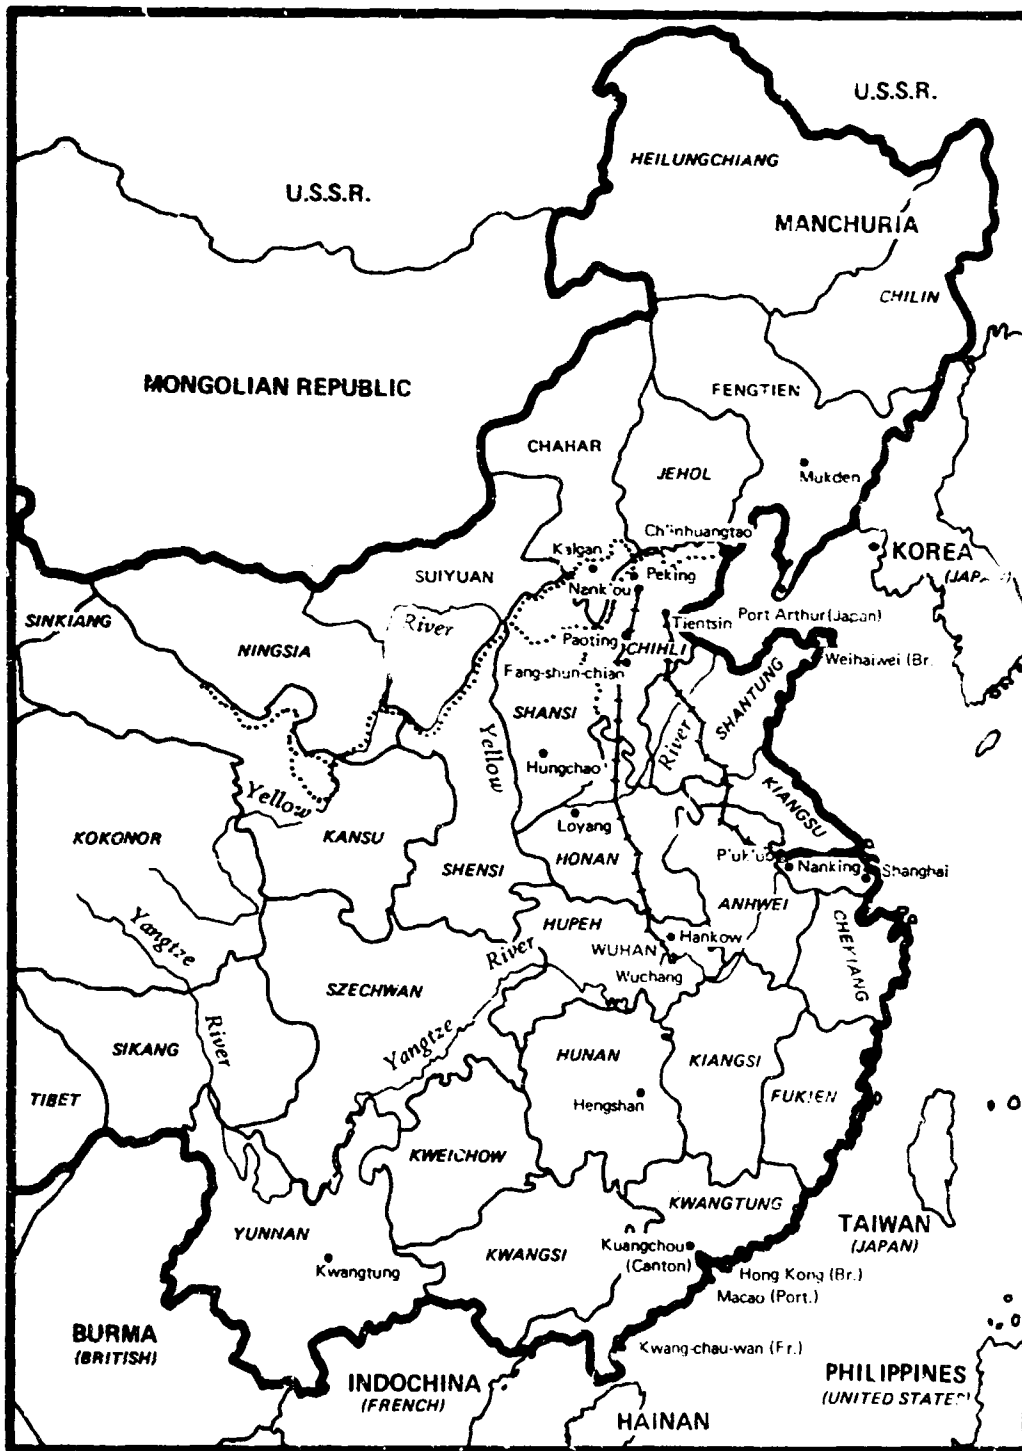 U.S.S.R.
HEILUNGCHIANG
U.S.S.R.
MANCHURIA
CHILIN
MONGOLIAN REPUBLIC
FENGTIEN
CHAHAR
JEHOL
Mukden
Ch'inhuangtao
Kalgan
KOREA
SUIYUAN
Peking
Nank'ou
SINKIANG
River
Tientsin
Port Arthur (Japan)
NINGSIA
Paoting
CHIHLI
Weihaiwei (Br.
Fang-shun-chian
SHANTUNG
SHANSI
River
Yellow
Hungchao
Yellow
KIANGSU
KOKONOR
KANSU
Loyang
SHENSI
HONAN
Nanking
Shanghai
ANHWEI
Yangtze
HUPEH
CHEKIANG
River
WUHAN
Hankow
Wuchang
SZECHWAN
River
Yangtze
SIKANG
HUNAN
KIANGSI
TIBET
Hengshan
FUKIEN
KWEICHOW
KWANGTUNG
YUNNAN
TAIWAN
(JAPAN)
KWANGSI
Kuangchou
(Canton)
Kwangtung
Hong Kong (Br.)
Macao (Port.)
BURMA
(BRITISH)
Kwang-chau-wan (Fr.)
INDOCHINA
(FRENCH)
PHILIPPINES
(UNITED
HAINAN